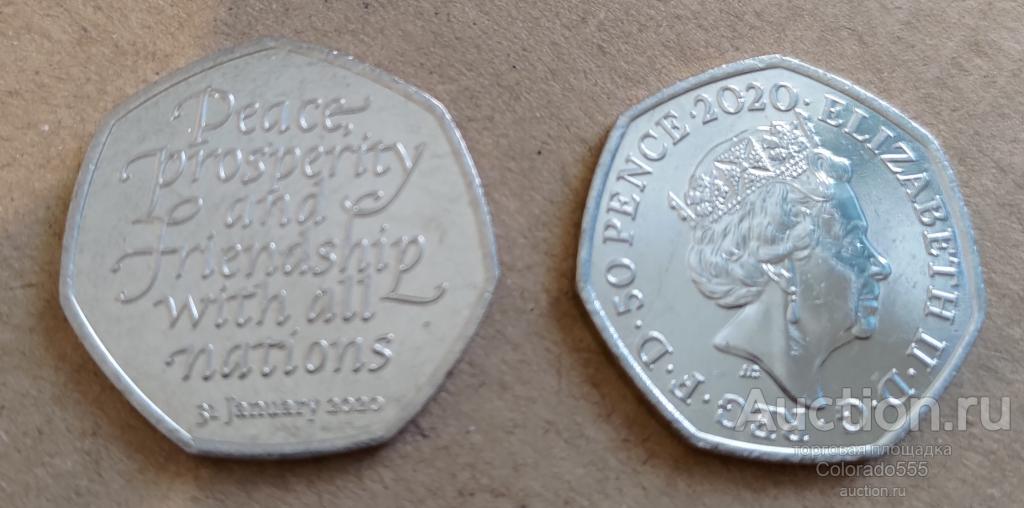 Peace,
prosperity
and
friendship
with all
nations
31 January 2020
50 PENCE · 2020 · ELIZABETH II · D · G · REG · F · D ·
Auction.ru
торговая площадка
Colorado555
auction.ru